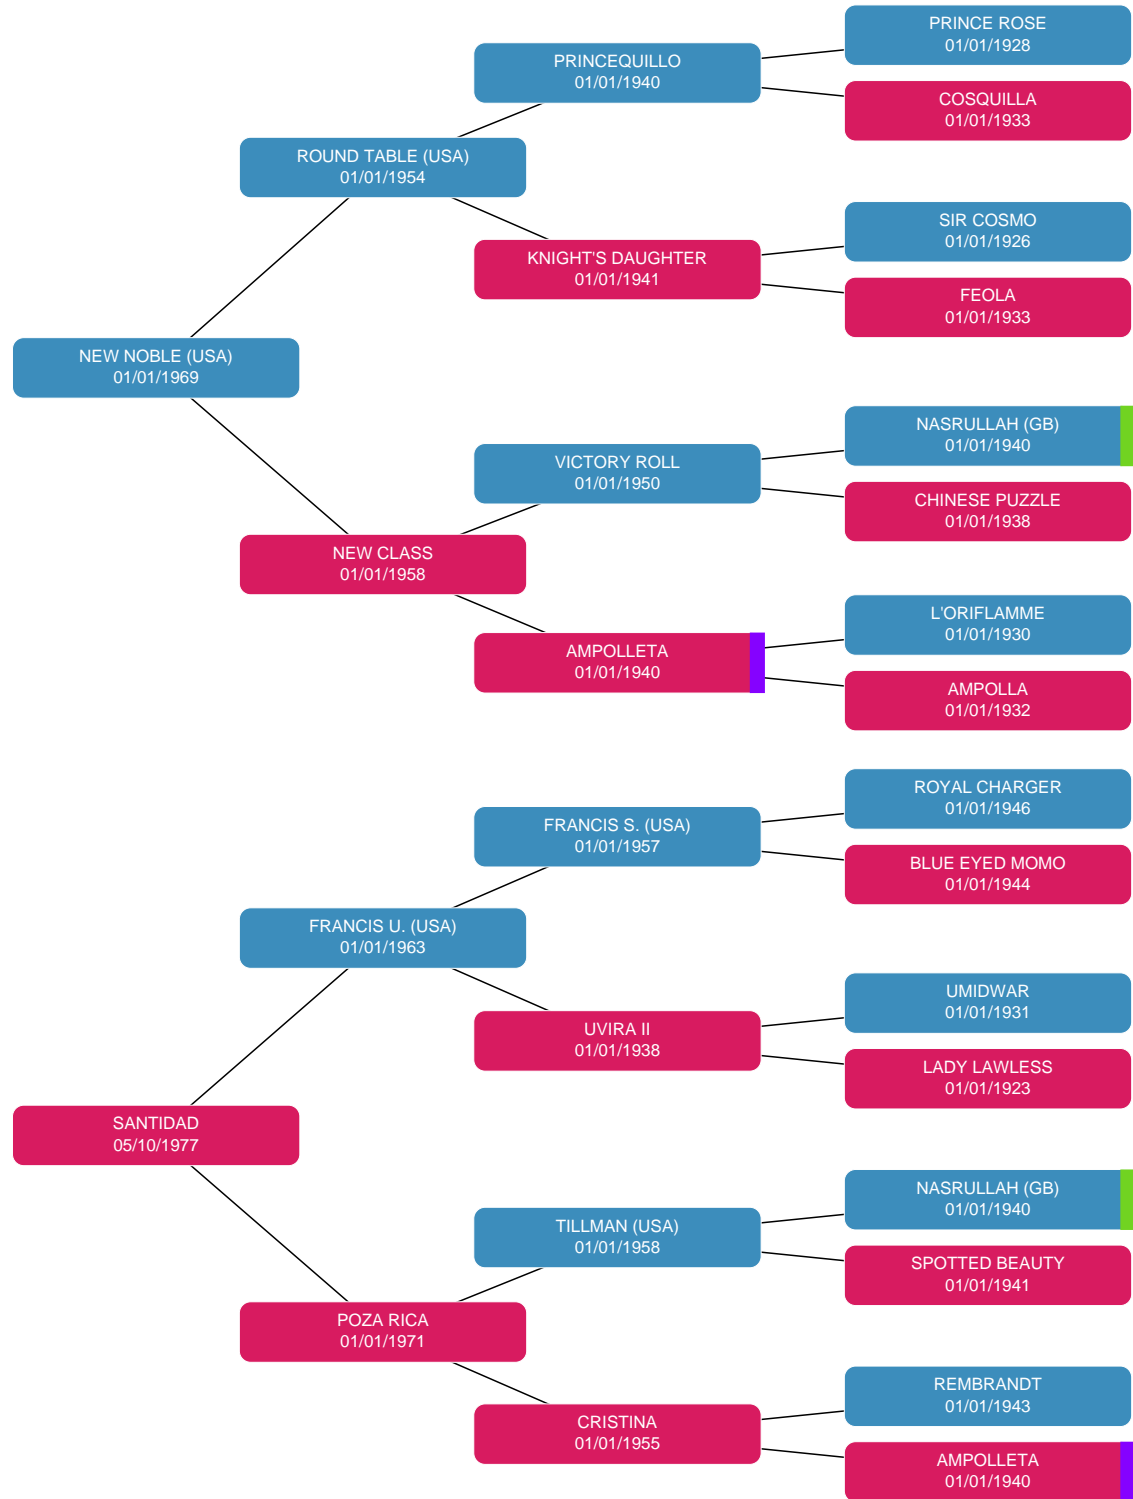 PRINCE ROSE
01/01/1928
PRINCEQUILLO
01/01/1940
COSQUILLA
01/01/1933
ROUND TABLE (USA)
01/01/1954
SIR COSMO
01/01/1926
KNIGHT'S DAUGHTER
01/01/1941
FEOLA
01/01/1933
NEW NOBLE (USA)
01/01/1969
NASRULLAH (GB)
01/01/1940
VICTORY ROLL
01/01/1950
CHINESE PUZZLE
01/01/1938
NEW CLASS
01/01/1958
L'ORIFLAMME
01/01/1930
AMPOLLETA
01/01/1940
AMPOLLA
01/01/1932
ROYAL CHARGER
01/01/1946
FRANCIS S. (USA)
01/01/1957
BLUE EYED MOMO
01/01/1944
FRANCIS U. (USA)
01/01/1963
UMIDWAR
01/01/1931
UVIRA II
01/01/1938
LADY LAWLESS
01/01/1923
SANTIDAD
05/10/1977
NASRULLAH (GB)
01/01/1940
TILLMAN (USA)
01/01/1958
SPOTTED BEAUTY
01/01/1941
POZA RICA
01/01/1971
REMBRANDT
01/01/1943
CRISTINA
01/01/1955
AMPOLLETA
01/01/1940